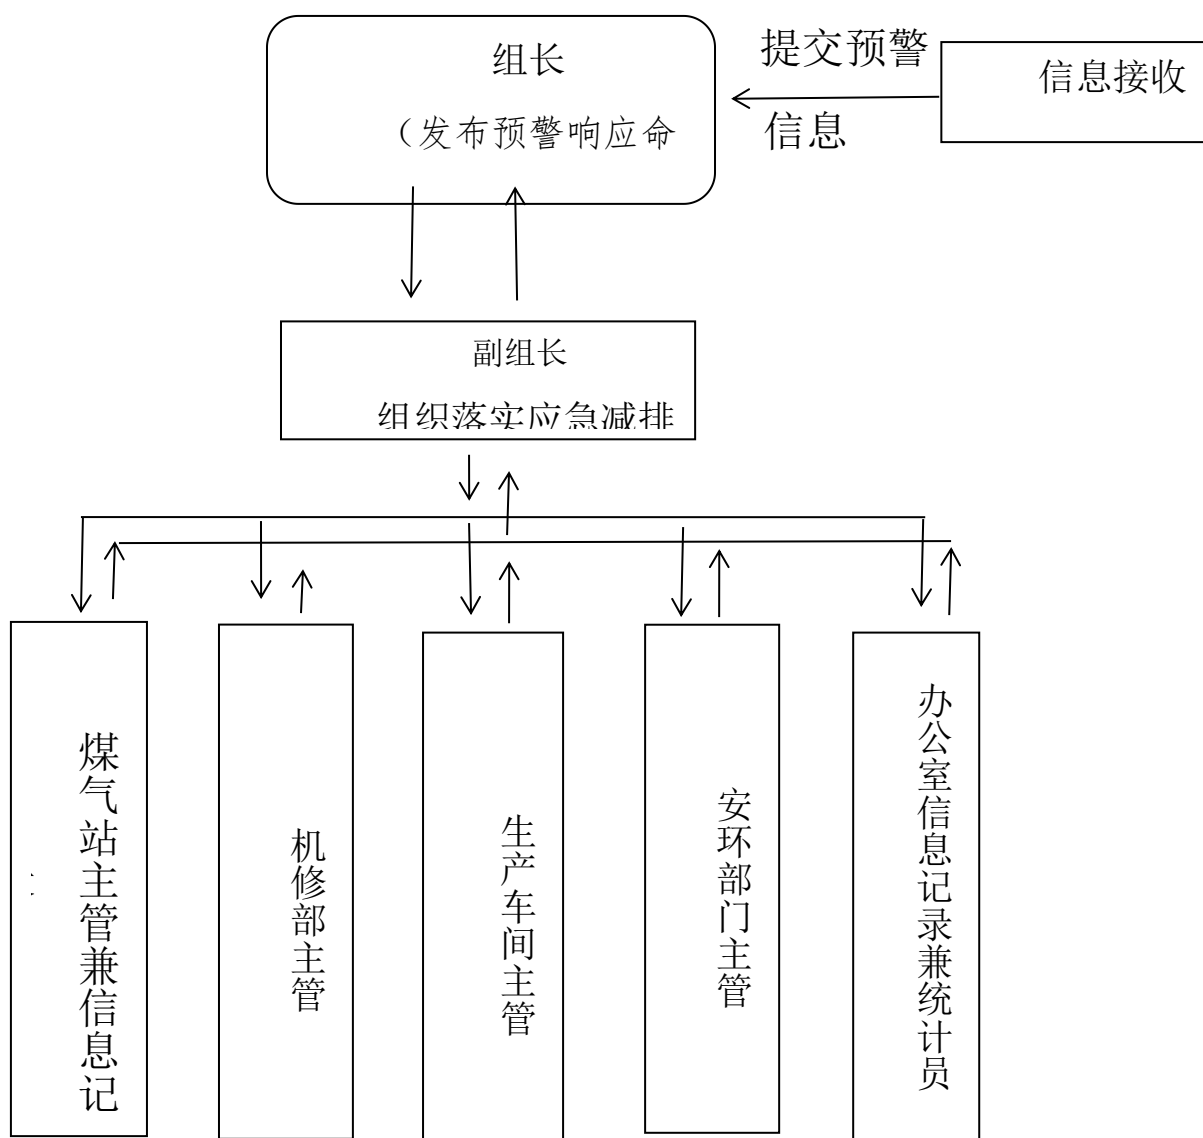 组长
（发布预警响应命
提交预警
信息
信息接收
副组长
组织落实应急减排
煤气站主管兼信息记
机修部主管
生产车间主管
安环部门主管
办公室信息记录兼统计员